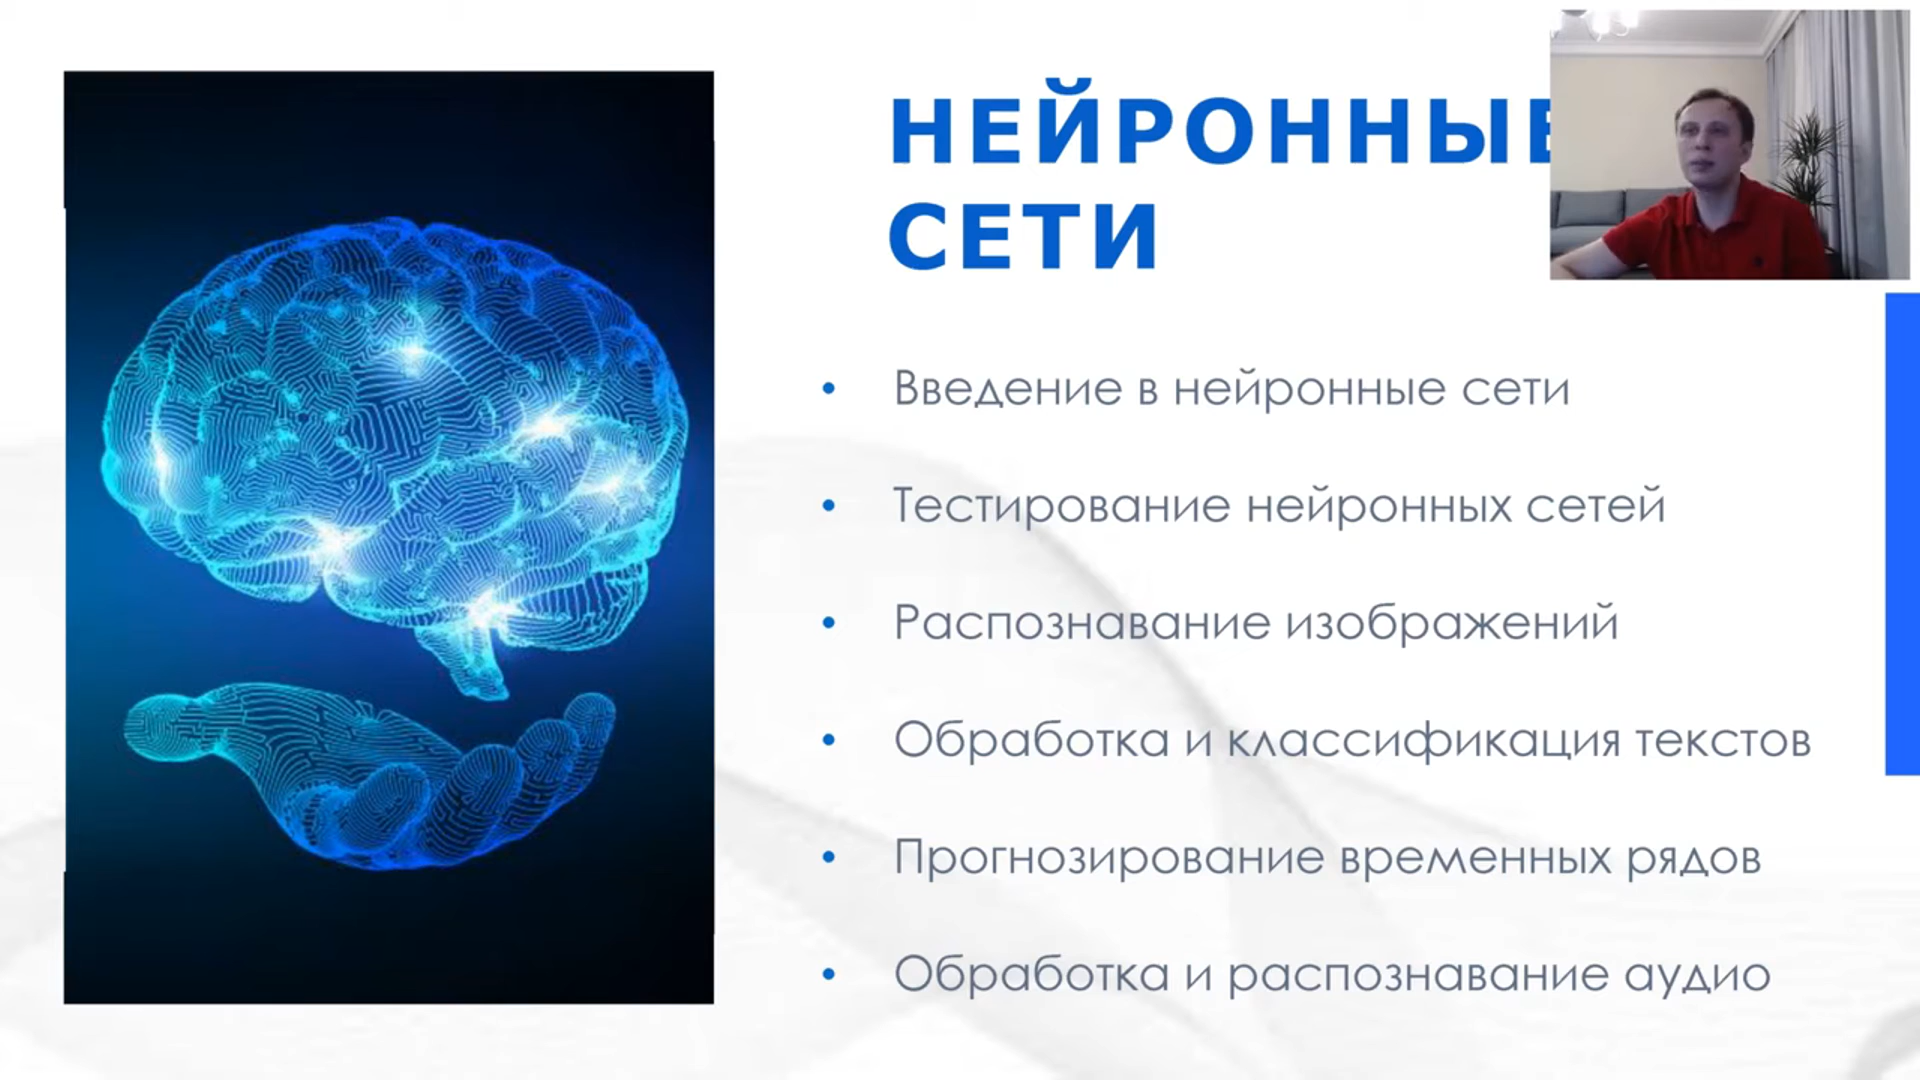 НЕЙРОННЫЕ
СЕТИ
• Введение в нейронные сети
• Тестирование нейронных сетей
• Распознавание изображений
• Обработка и классификация текстов
• Прогнозирование временных рядов
• Обработка и распознавание аудио